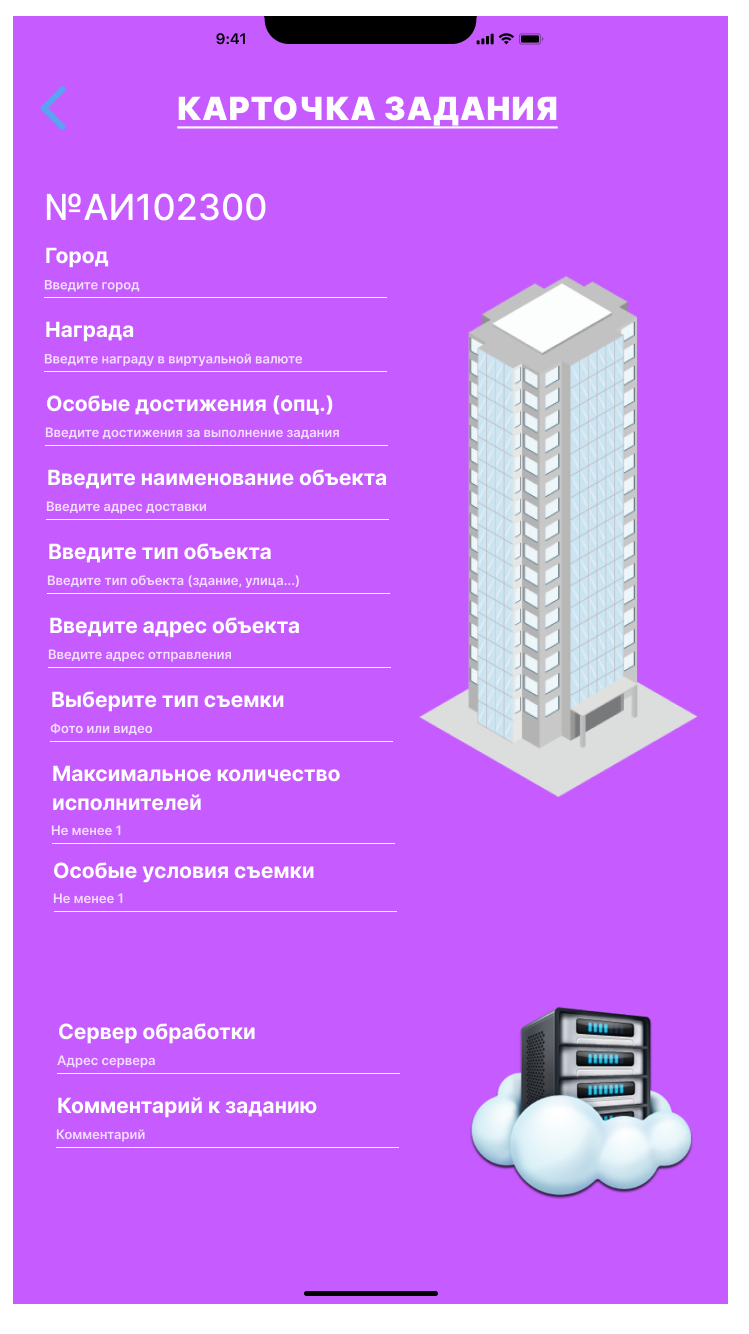 9:41
КАРТОЧКА ЗАДАНИЯ
№АИ102300
Город
Введите город
Награда
Введите награду в виртуальной валюте
Особые достижения (опц.)
Введите достижения за выполнение задания
Введите наименование объекта
Введите адрес доставки
Введите тип объекта
Введите тип объекта (здание, улица...)
Введите адрес объекта
Введите адрес отправления
Выберите тип съемки
Фото или видео
Максимальное количество
исполнителей
Не менее 1
Особые условия съемки
Не менее 1
Сервер обработки
Адрес сервера
Комментарий к заданию
Комментарий